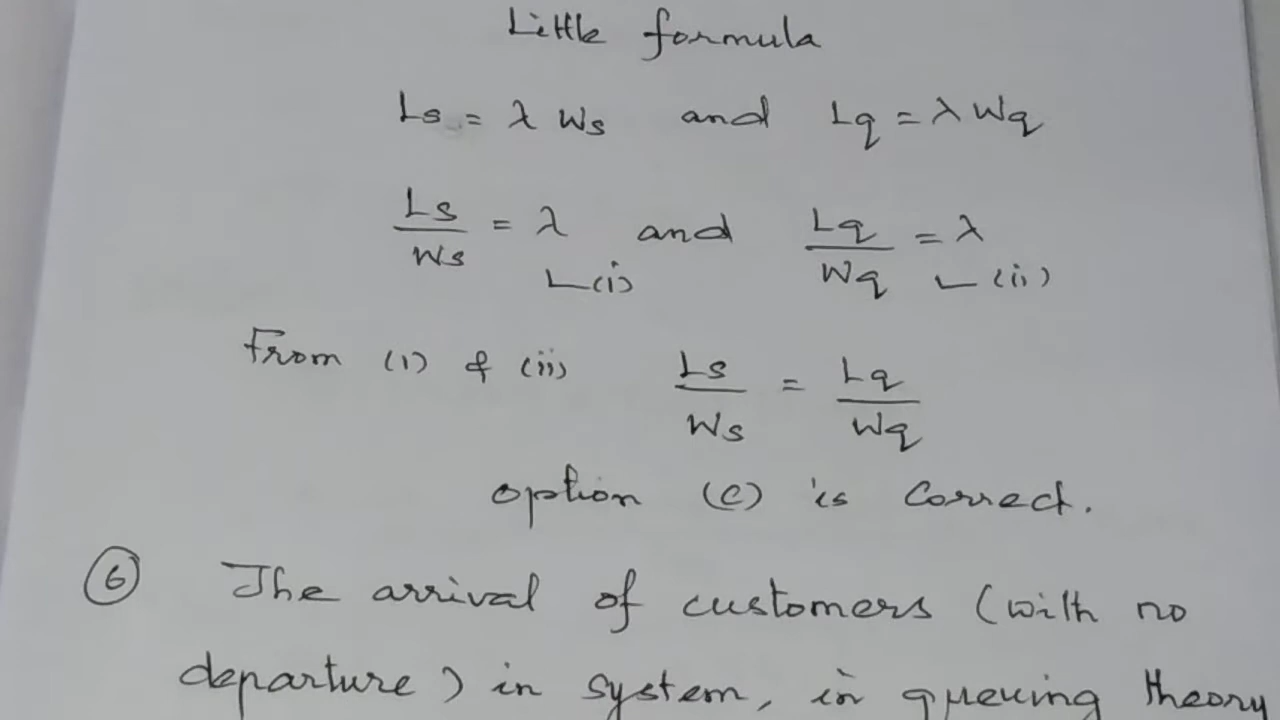 Little formula
Ls = λ Ws and Lq = λ Wq
Ls/Ws = λ and Lq/Wq = λ
(i) (ii)
From (i) & (ii) Ls/Ws = Lq/Wq
option (c) is correct.
6 The arrival of customers (with no
departure) in system, in queuing theory